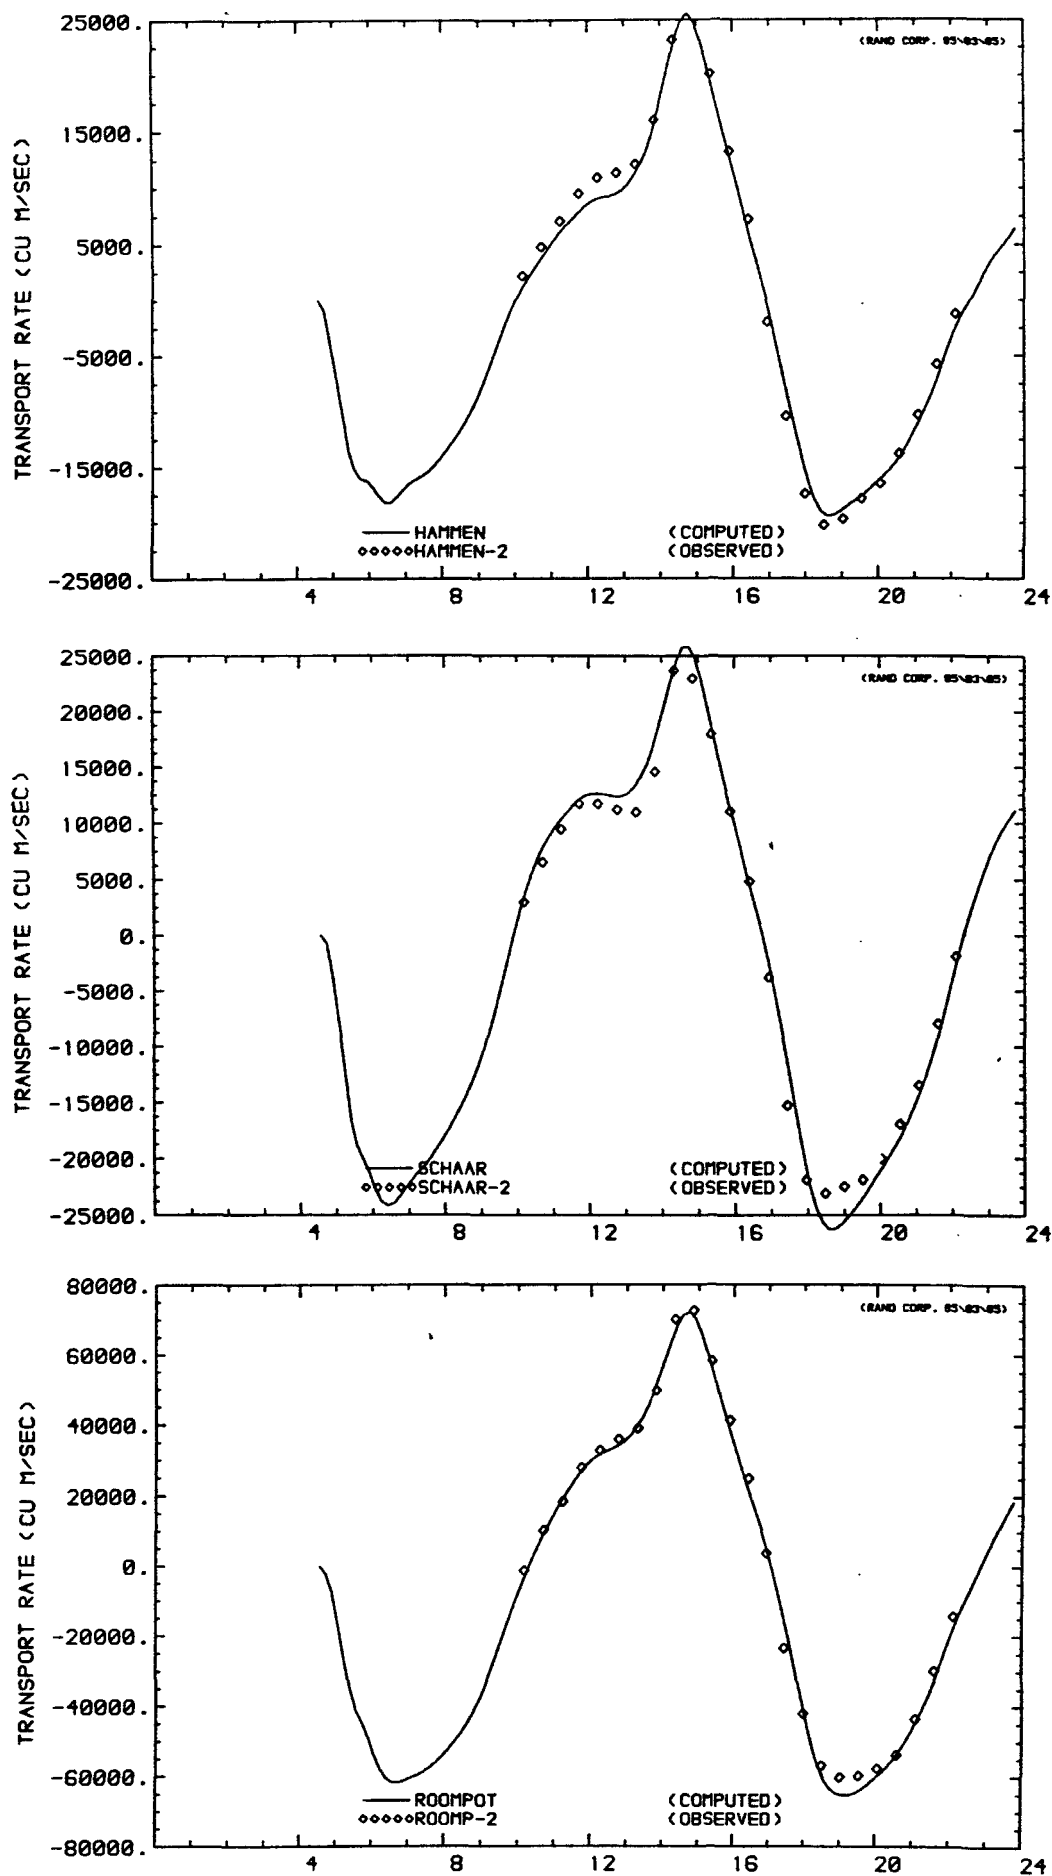 25000.
(RAND CORP. 85\03\05)
15000.
5000.
-5000.
-15000.
-25000.
TRANSPORT RATE (CU M/SEC)
HAMMEN (COMPUTED)
HAMMEN-2 (OBSERVED)
4 8 12 16 20 24
25000.
(RAND CORP. 85\03\05)
20000.
15000.
10000.
5000.
0.
-5000.
-10000.
-15000.
-20000.
-25000.
TRANSPORT RATE (CU M/SEC)
SCHAAR (COMPUTED)
SCHAAR-2 (OBSERVED)
4 8 12 16 20 24
80000.
(RAND CORP. 85\03\05)
60000.
40000.
20000.
0.
-20000.
-40000.
-60000.
-80000.
TRANSPORT RATE (CU M/SEC)
ROOMPOT (COMPUTED)
ROOMP-2 (OBSERVED)
4 8 12 16 20 24